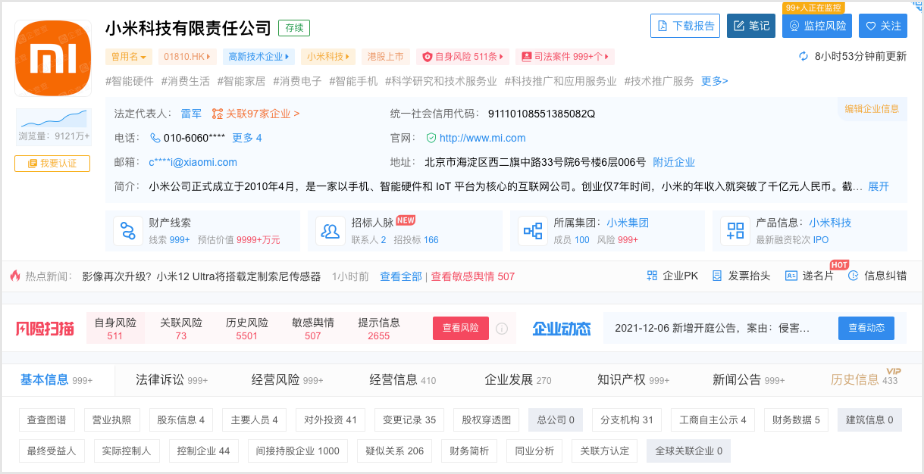 小米科技有限责任公司 存续
下载报告 笔记 99+人正在监控 监控风险 关注
曾用名 01810.HK 高新技术企业 小米科技 港股上市 自身风险 511条 司法案件 999+个
8小时53分钟前更新
#智能硬件 #消费生活 #智能家居 #消费电子 #智能手机 #科学研究和技术服务业 #科技推广和应用服务业 #技术推广服务 更多>
法定代表人： 雷军 关联97家企业 >
统一社会信用代码： 91110108551385082Q
编辑企业信息
浏览量：9121万+
电话： 010-6060**** 更多 4
官网： http://www.mi.com
我要认证
邮箱： c****i@xiaomi.com
地址： 北京市海淀区西二旗中路33号院6号楼6层006号 附近企业
简介： 小米公司正式成立于2010年4月，是一家以手机、智能硬件和 IoT 平台为核心的互联网公司。创业仅7年时间，小米的年收入就突破了千亿元人民币。截... 展开
财产线索
线索 999+ 预估价值 9999+万元
招标人脉 NEW
联系人 2 招投标 166
所属集团： 小米集团
成员 100 风险 999+
产品信息： 小米科技
最新融资轮次 IPO
热点新闻： 影像再次升级？小米12 Ultra将搭载定制索尼传感器 1小时前 查看全部 | 查看敏感舆情 507
企业PK 发票抬头 递名片 HOT 信息纠错
风险扫描
自身风险 511
关联风险 73
历史风险 5501
敏感舆情 507
提示信息 2655
查看风险
企业动态
2021-12-06 新增开庭公告，案由：侵害...
查看动态
基本信息 999+ 法律诉讼 999+ 经营风险 999+ 经营信息 410 企业发展 270 知识产权 999+ 新闻公告 999+ 历史信息 433 VIP
查查图谱 营业执照 股东信息 4 主要人员 4 对外投资 41 变更记录 35 股权穿透图 总公司 0 分支机构 31 工商自主公示 4 财务数据 5 建筑信息 0
最终受益人 实际控制人 控制企业 44 间接持股企业 1000 疑似关系 206 财务简析 同业分析 关联方认定 全球关联企业 0